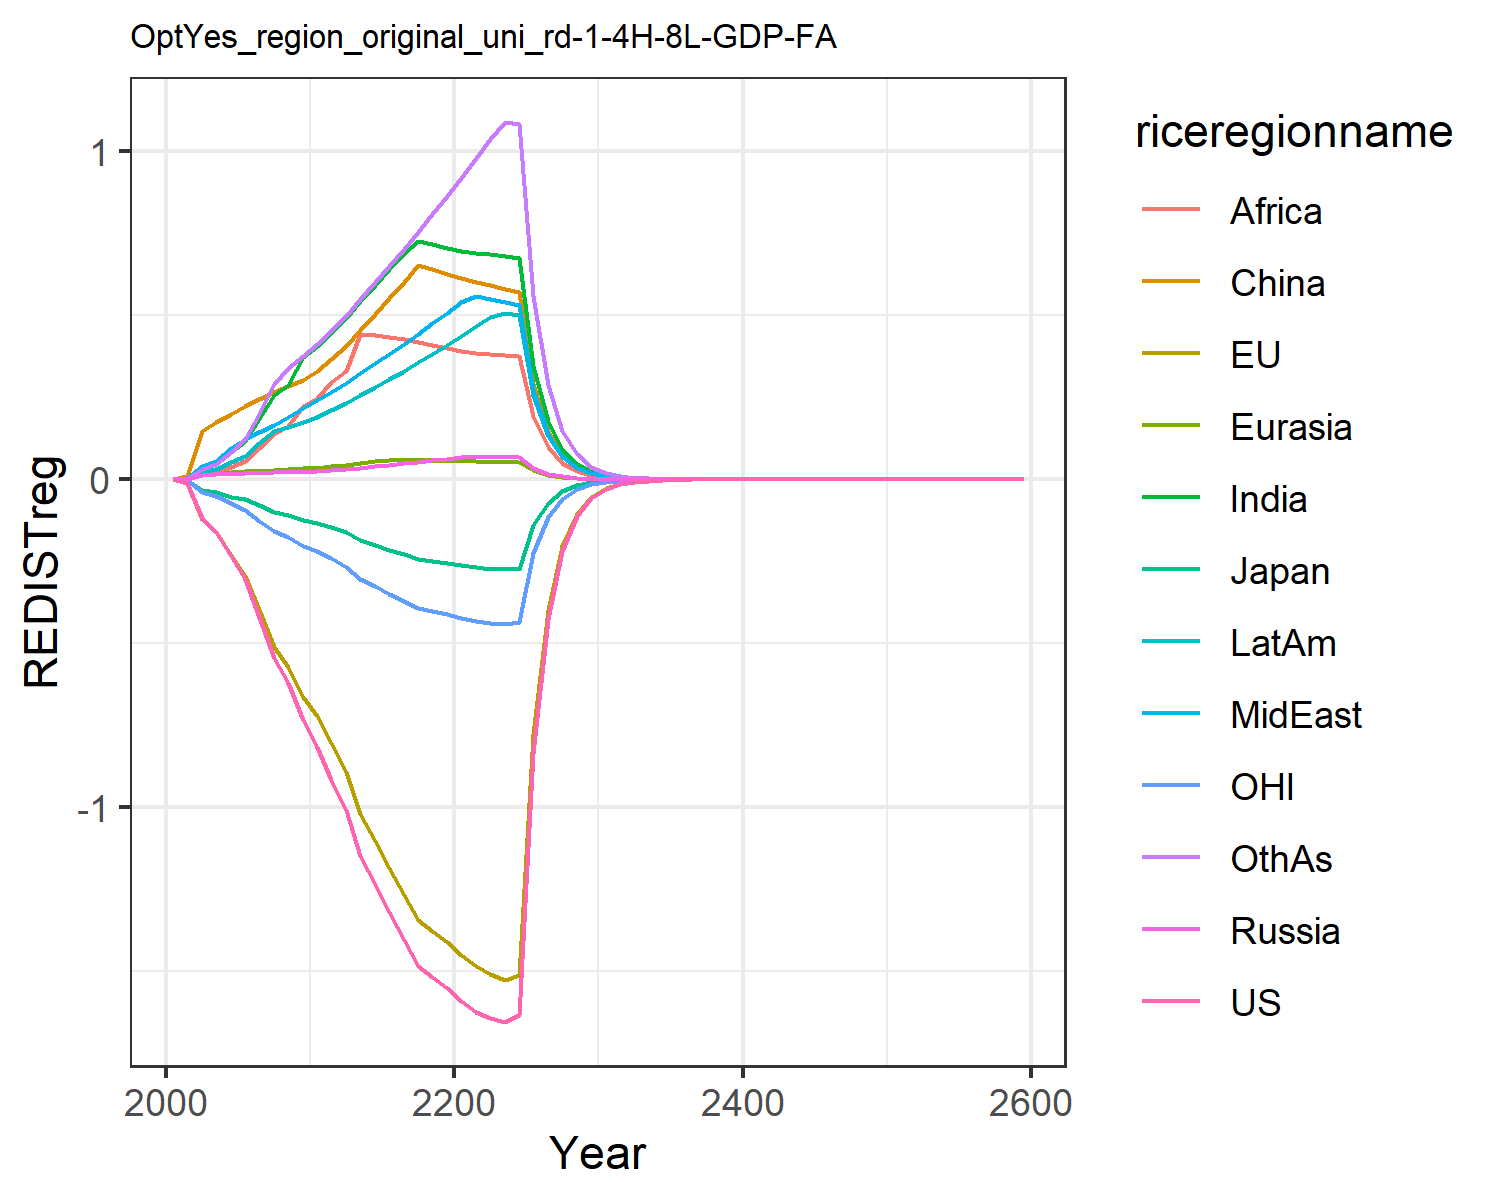 OptYes_region_original_uni_rd-1-4H-8L-GDP-FA
1
0
-1
REDISTreg
2000
2200
2400
2600
Year
riceregionname
Africa
China
EU
Eurasia
India
Japan
LatAm
MidEast
OHI
OthAs
Russia
US